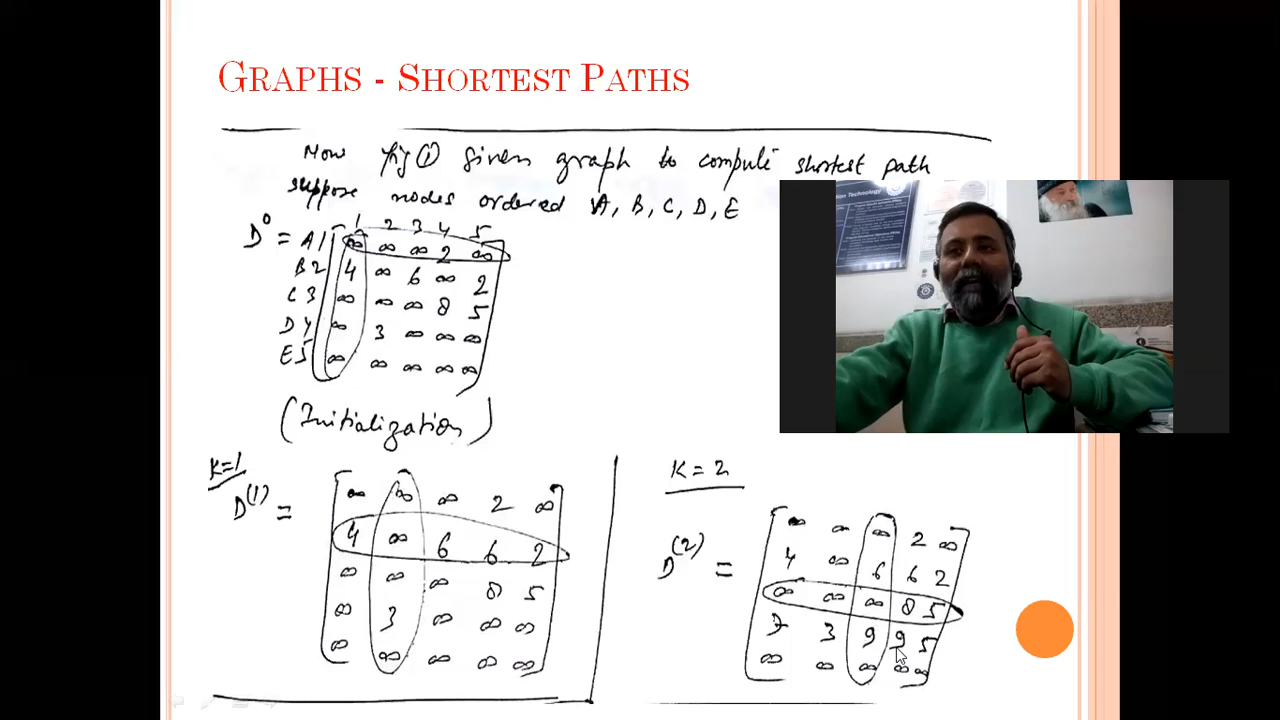 GRAPHS - SHORTEST PATHS
Now fig (1) given graph to compute shortest path
suppose nodes ordered A, B, C, D, E
1 2 3 4 5
D⁰ = A 1 ∞ ∞ ∞ 2 ∞
B 2 4 ∞ 6 ∞ 2
C 3 ∞ ∞ ∞ 8 5
D 4 ∞ 3 ∞ ∞ ∞
E 5 ∞ ∞ ∞ ∞ ∞
(Initialization)
K=1
D⁽¹⁾ =
∞ ∞ ∞ 2 ∞
4 ∞ 6 6 2
∞ ∞ ∞ 8 5
∞ 3 ∞ ∞ ∞
∞ ∞ ∞ ∞ ∞
K = 2
D⁽²⁾ =
∞ ∞ ∞ 2 ∞
4 ∞ 6 6 2
∞ ∞ ∞ 8 5
7 3 9 9 5
∞ ∞ ∞ ∞ ∞
tion Technology